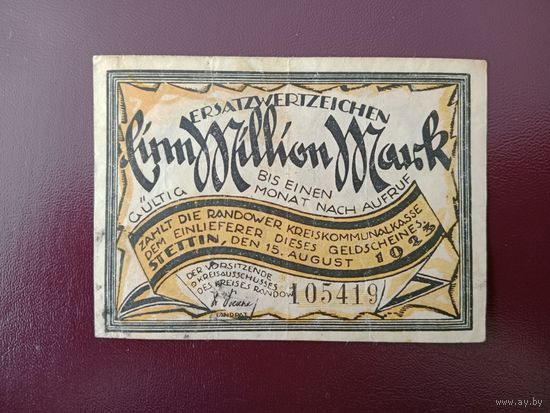 ERSATZWERTZEICHEN
Eine Million Mark
GÜLTIG BIS EINEN
MONAT NACH AUFRUF
ZAHLT DIE RANDOWER KREISKOMMUNALKASSE
DEM EINLIEFERER DIESES GELDSCHEINES
STETTIN, DEN 15. AUGUST 1923
DER VORSITZENDE
D. KREISAUSSCHUSSES
DES KREISES RANDOW
105419
LANDRAT
www.ay.by